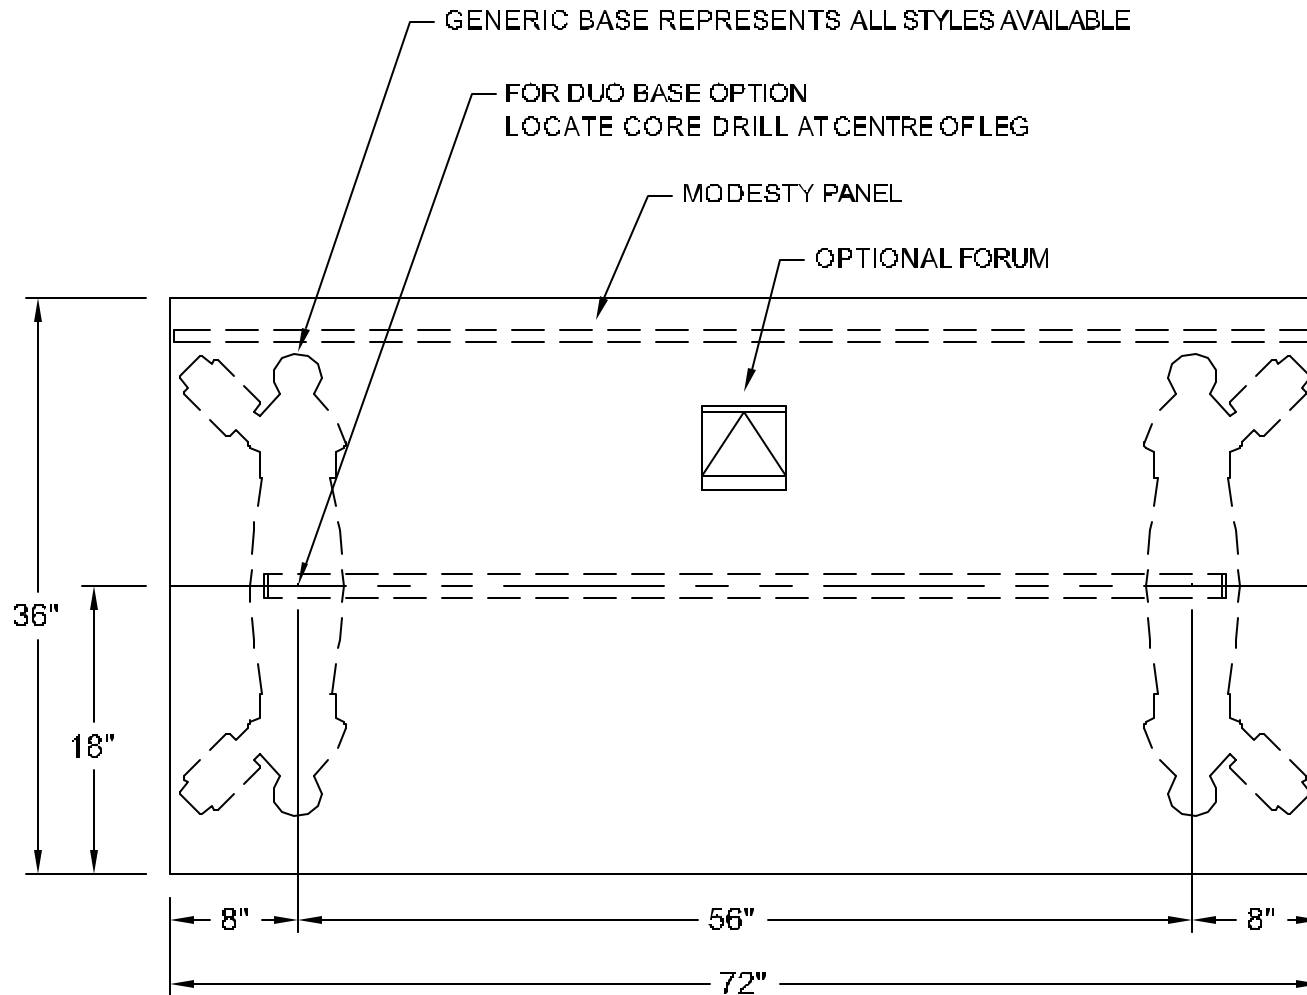 GENERIC BASE REPRESENTS ALL STYLES AVAILABLE
FOR DUO BASE OPTION
LOCATE CORE DRILL AT CENTRE OF LEG
MODESTY PANEL
OPTIONAL FORUM
36"
18"
8"
56"
8"
72"